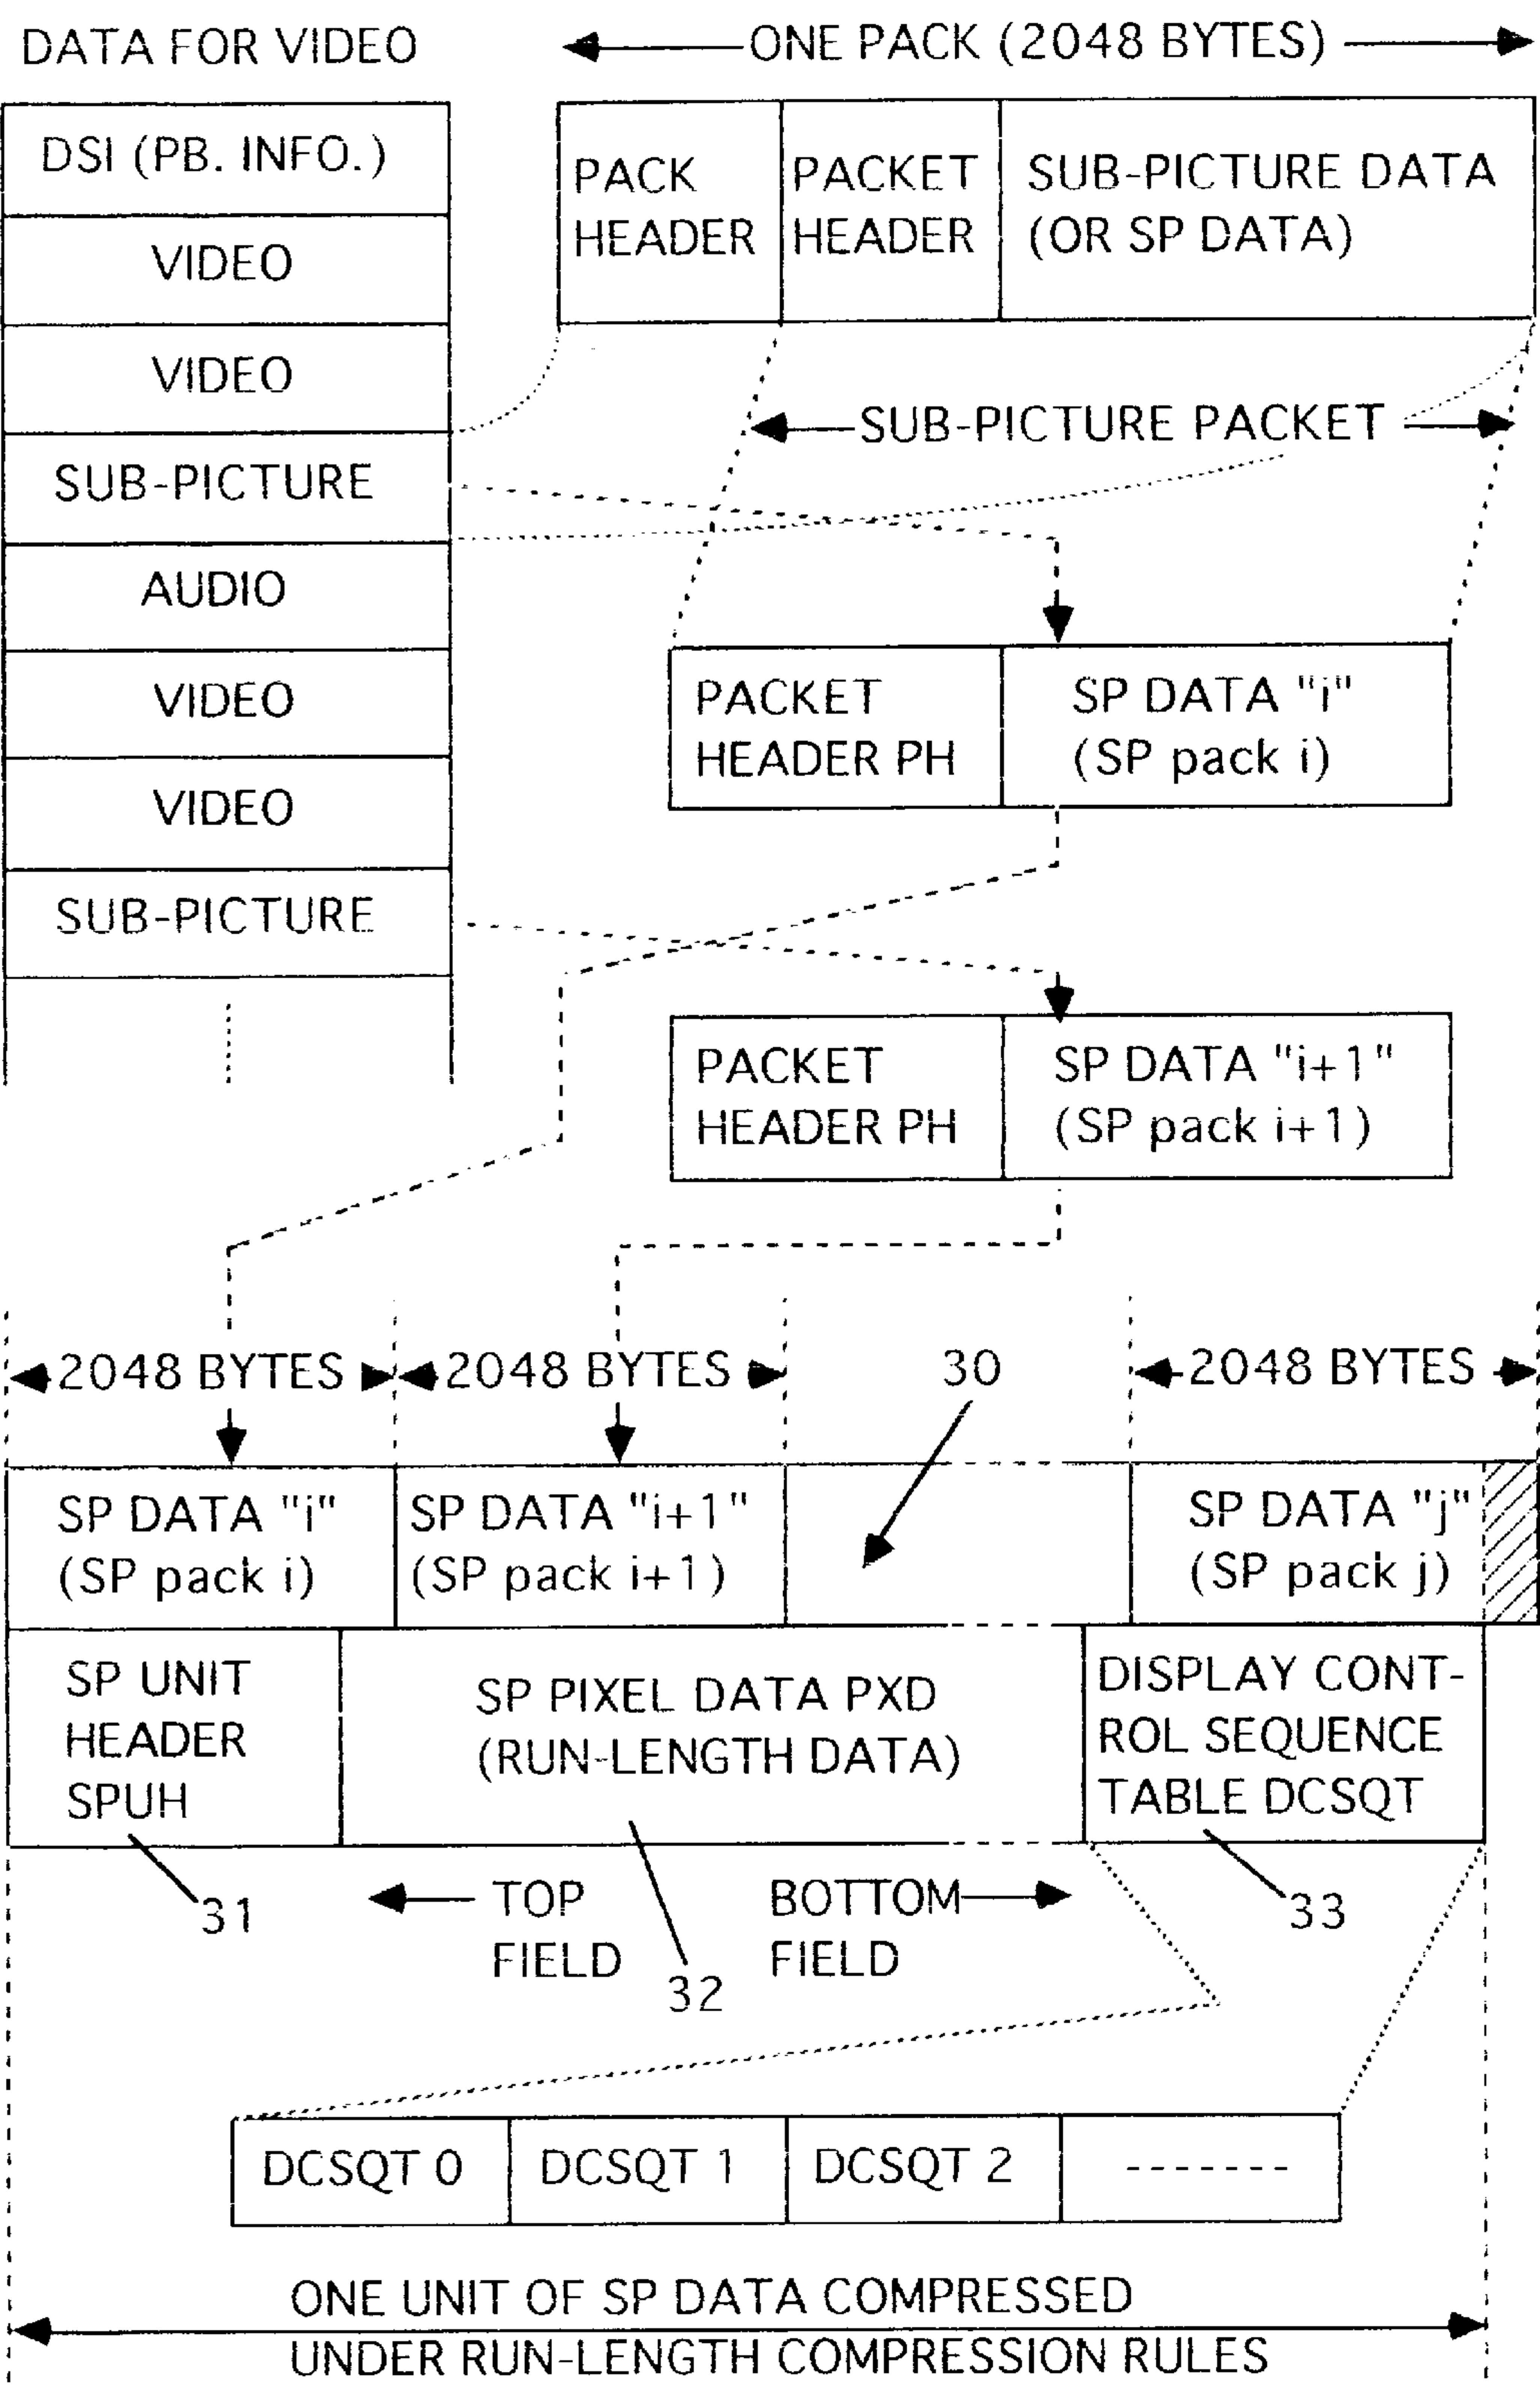 DATA FOR VIDEO
ONE PACK (2048 BYTES)
DSI (PB. INFO.)
VIDEO
VIDEO
SUB-PICTURE
AUDIO
VIDEO
VIDEO
SUB-PICTURE
PACK
HEADER
PACKET
HEADER
SUB-PICTURE DATA
(OR SP DATA)
SUB-PICTURE PACKET
PACKET
HEADER PH
SP DATA "i"
(SP pack i)
PACKET
HEADER PH
SP DATA "i+1"
(SP pack i+1)
2048 BYTES
2048 BYTES
30
2048 BYTES
SP DATA "i"
(SP pack i)
SP DATA "i+1"
(SP pack i+1)
SP DATA "j"
(SP pack j)
SP UNIT
HEADER
SPUH
SP PIXEL DATA PXD
(RUN-LENGTH DATA)
DISPLAY CONT-
ROL SEQUENCE
TABLE DCSQT
31
TOP
FIELD
32
BOTTOM
FIELD
33
DCSQT 0
DCSQT 1
DCSQT 2
ONE UNIT OF SP DATA COMPRESSED
UNDER RUN-LENGTH COMPRESSION RULES